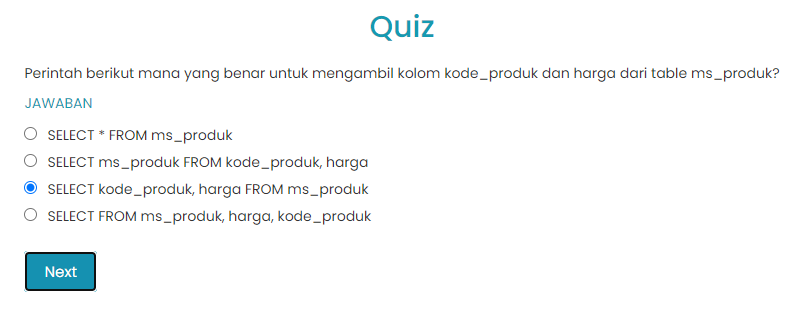 Quiz
Perintah berikut mana yang benar untuk mengambil kolom kode_produk dan harga dari table ms_produk?
JAWABAN
SELECT * FROM ms_produk
SELECT ms_produk FROM kode_produk, harga
SELECT kode_produk, harga FROM ms_produk
SELECT FROM ms_produk, harga, kode_produk
Next